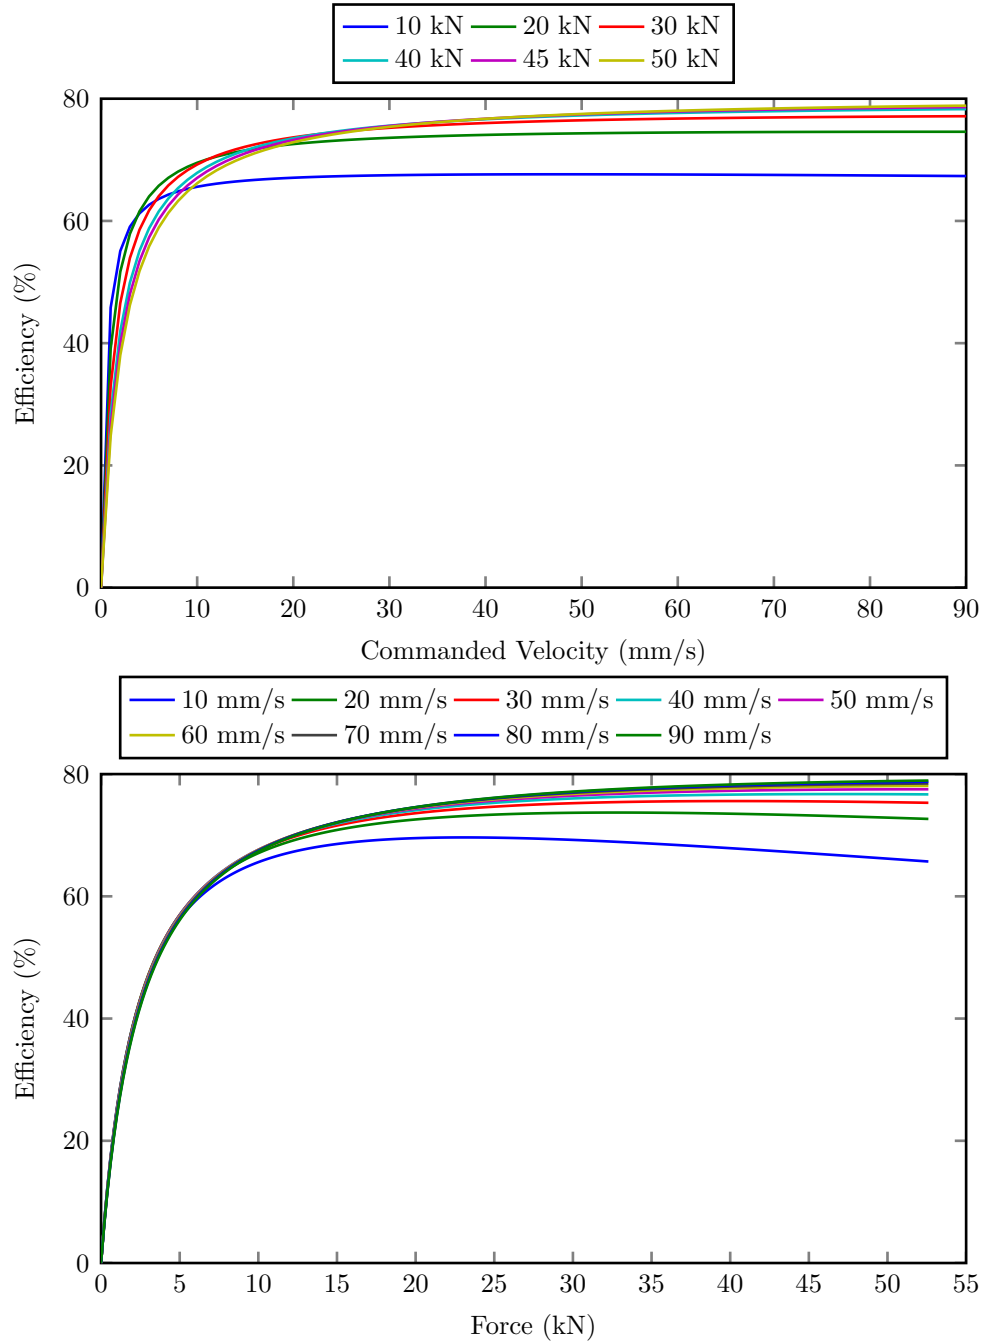 10 kN 20 kN 30 kN
40 kN 45 kN 50 kN
80
60
40
20
0
0 10 20 30 40 50 60 70 80 90
Efficiency (%)
Commanded Velocity (mm/s)
10 mm/s 20 mm/s 30 mm/s 40 mm/s 50 mm/s
60 mm/s 70 mm/s 80 mm/s 90 mm/s
80
60
40
20
0
0 5 10 15 20 25 30 35 40 45 50 55
Efficiency (%)
Force (kN)